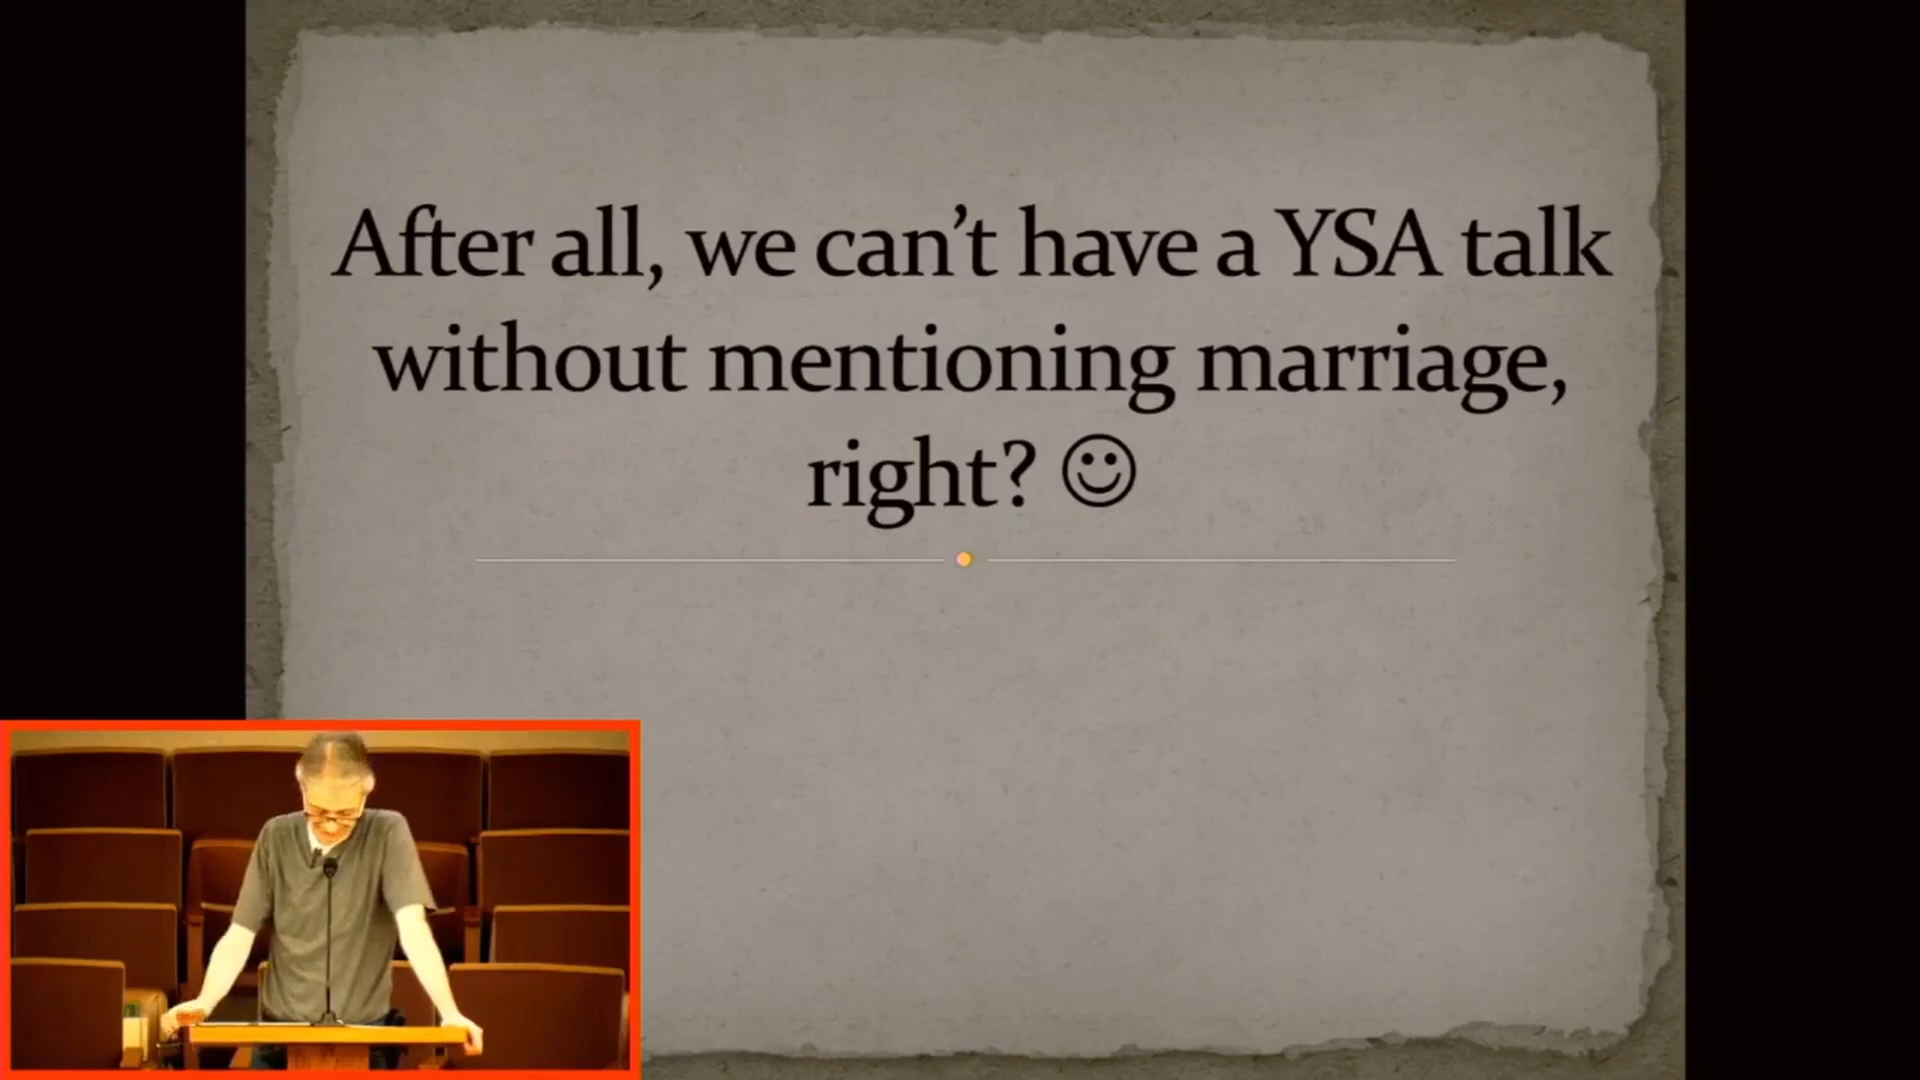 After all, we can’t have a YSA talk
without mentioning marriage,
right? ☺